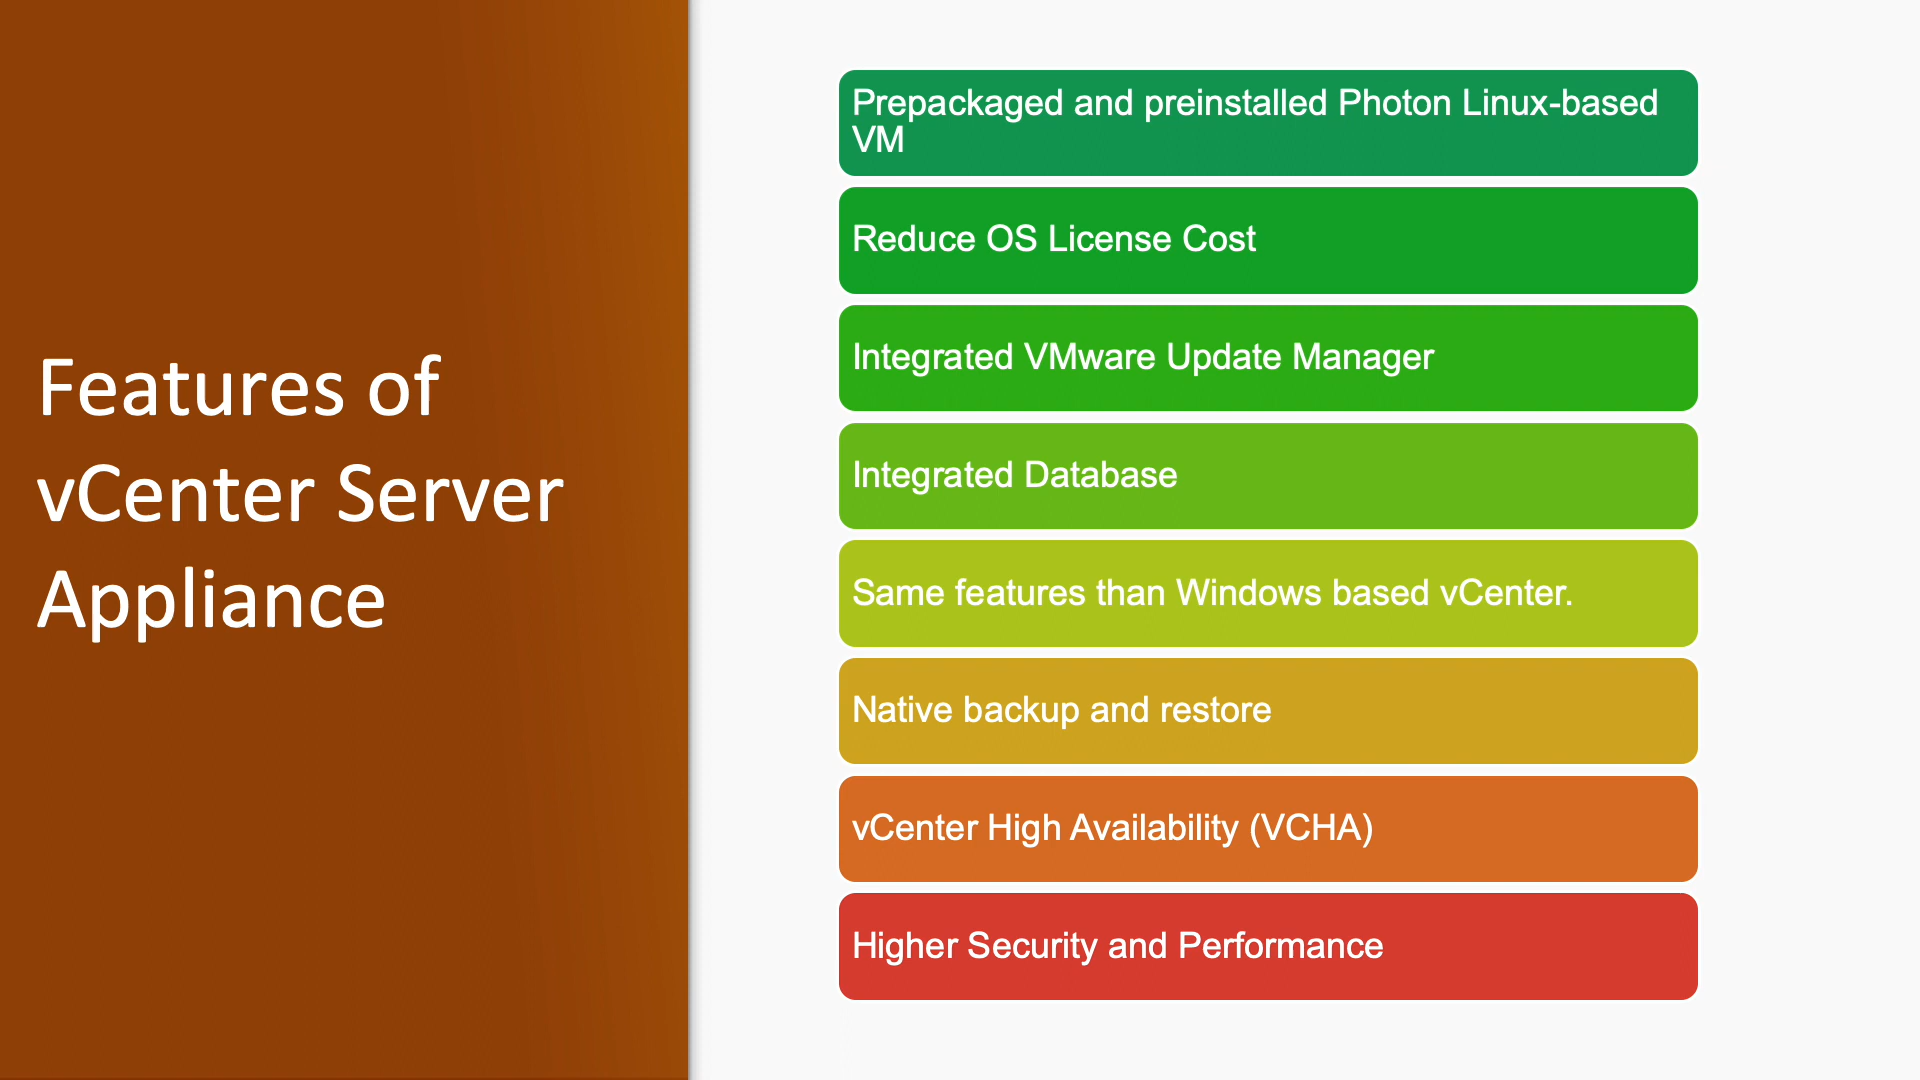 Features of
vCenter Server
Appliance
Prepackaged and preinstalled Photon Linux-based
VM
Reduce OS License Cost
Integrated VMware Update Manager
Integrated Database
Same features than Windows based vCenter.
Native backup and restore
vCenter High Availability (VCHA)
Higher Security and Performance